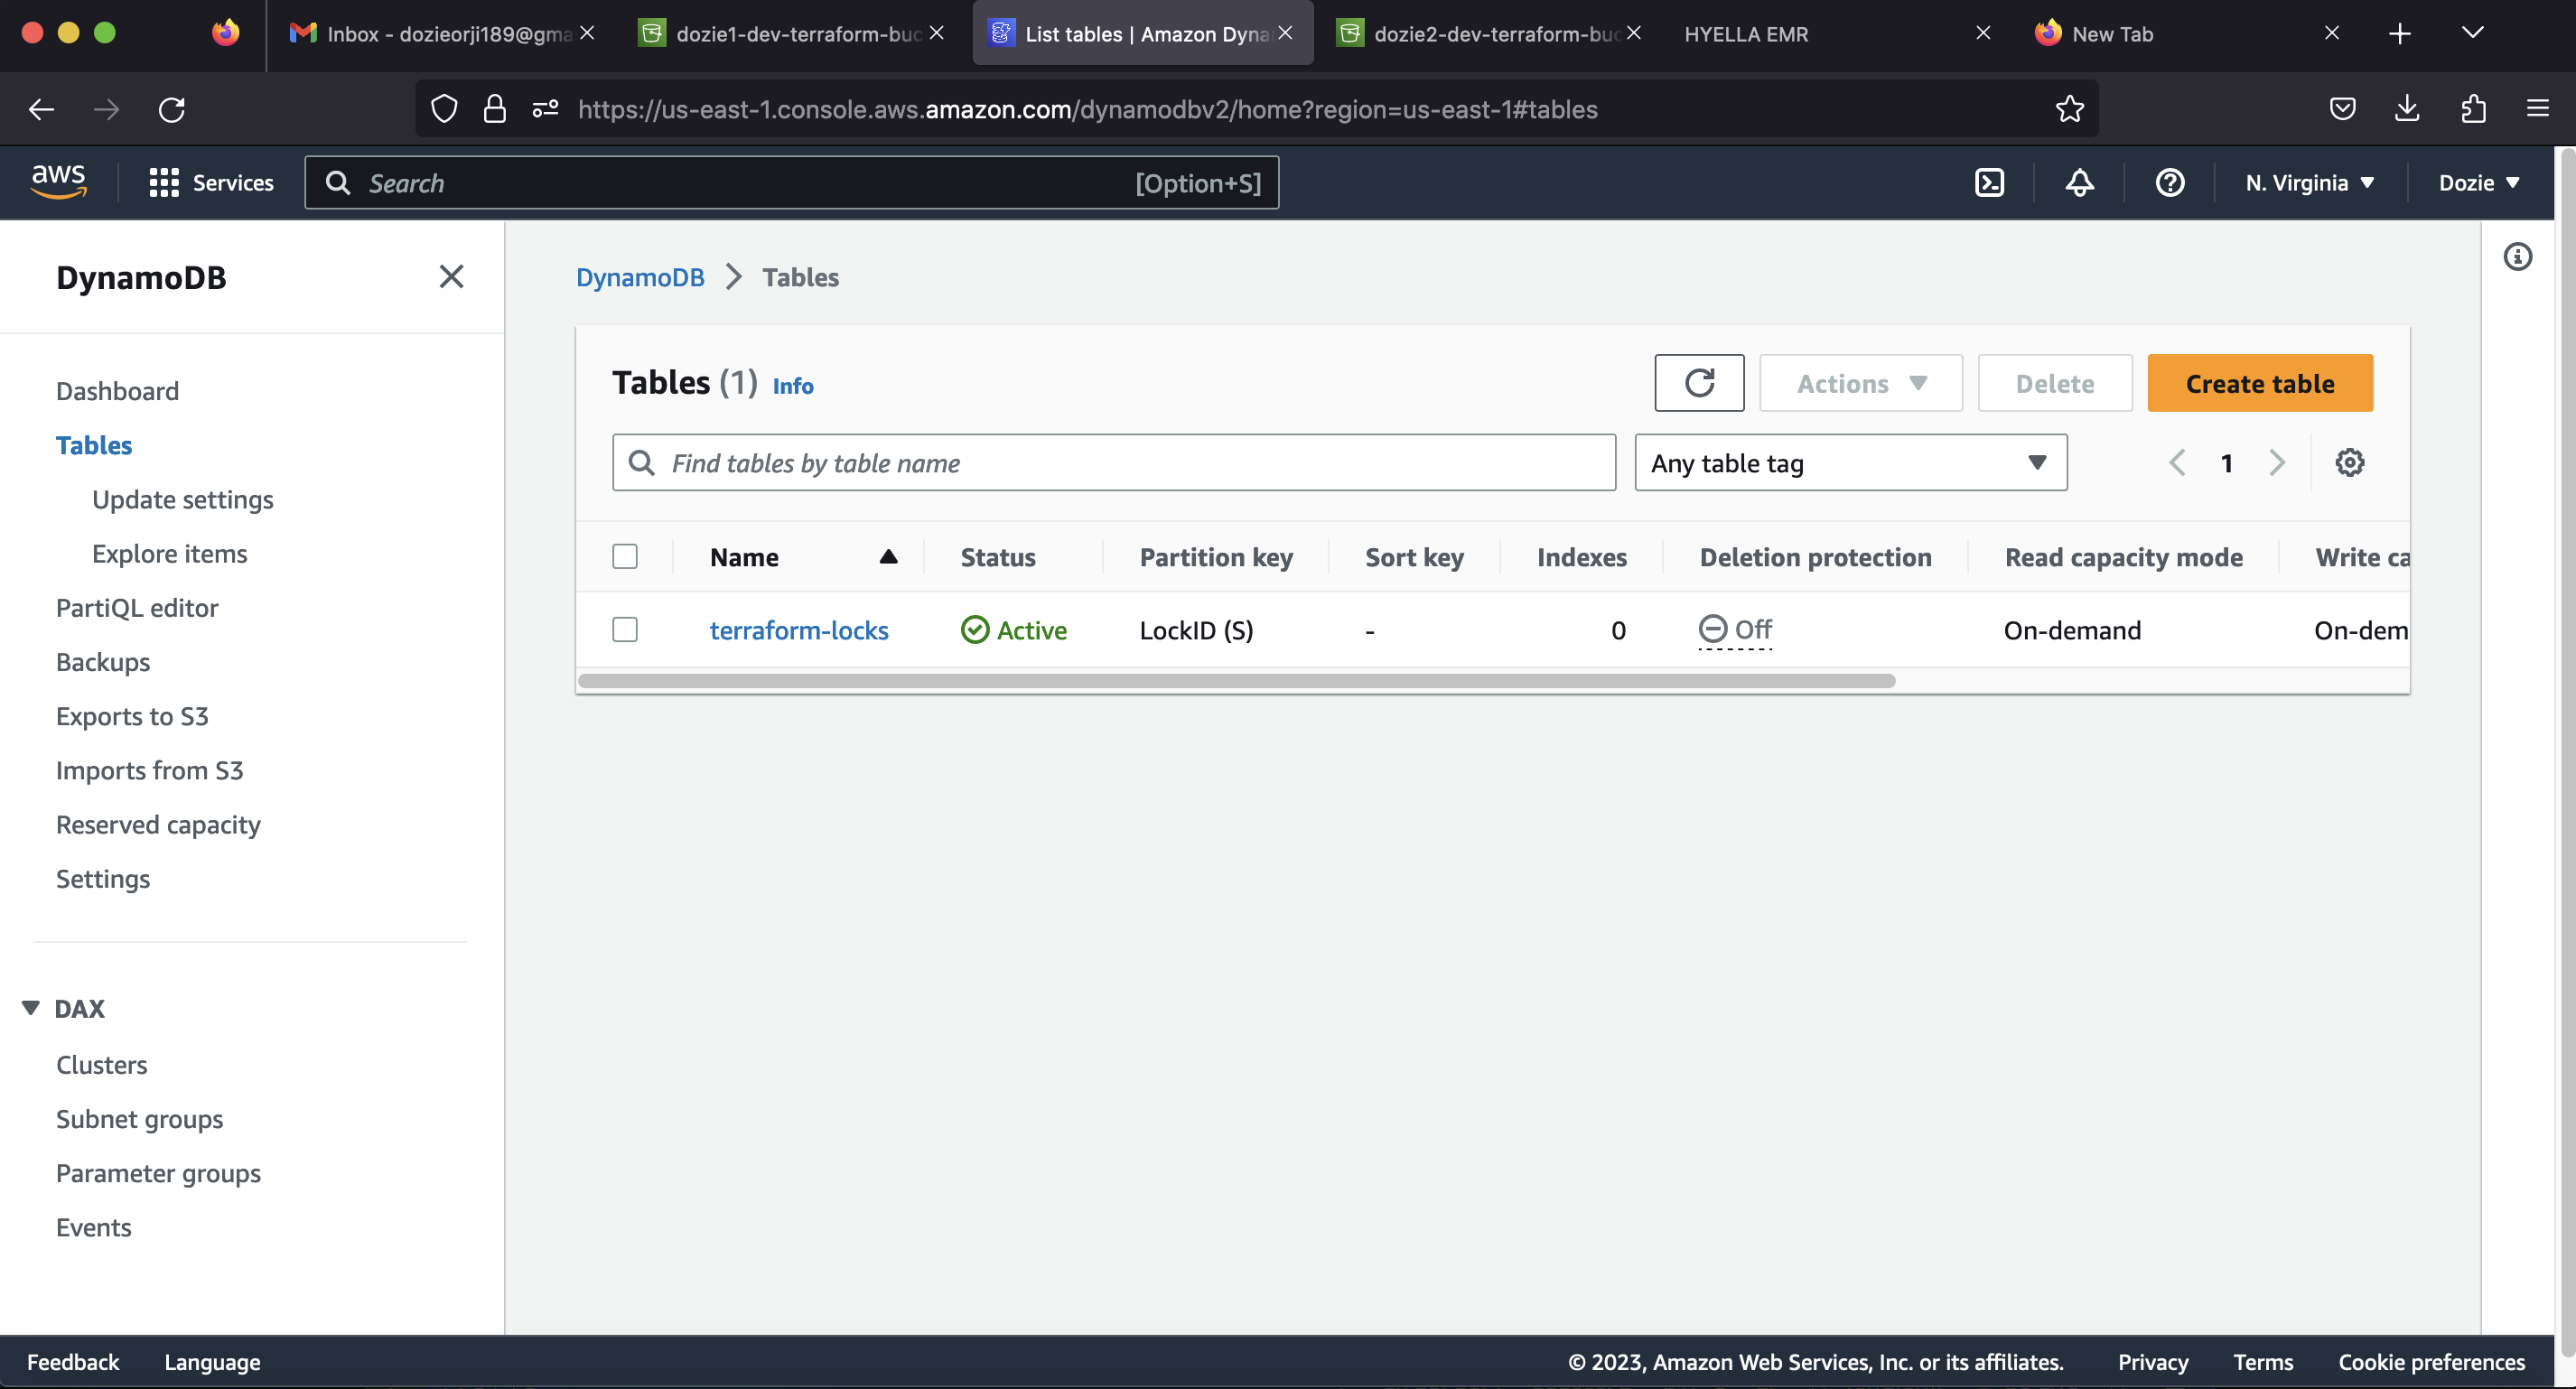 Inbox - dozieorji189@gma
dozie1-dev-terraform-buc
List tables | Amazon Dyna
dozie2-dev-terraform-buc
HYELLA EMR
New Tab
https://us-east-1.console.aws.amazon.com/dynamodbv2/home?region=us-east-1#tables
aws
Services
Search
[Option+S]
N. Virginia
Dozie
DynamoDB
Dashboard
Tables
Update settings
Explore items
PartiQL editor
Backups
Exports to S3
Imports from S3
Reserved capacity
Settings
DAX
Clusters
Subnet groups
Parameter groups
Events
DynamoDB > Tables
Tables (1) Info
Actions
Delete
Create table
Find tables by table name
Any table tag
1
Name Status Partition key Sort key Indexes Deletion protection Read capacity mode Write ca
terraform-locks Active LockID (S) - 0 Off On-demand On-dem
Feedback Language © 2023, Amazon Web Services, Inc. or its affiliates. Privacy Terms Cookie preferences